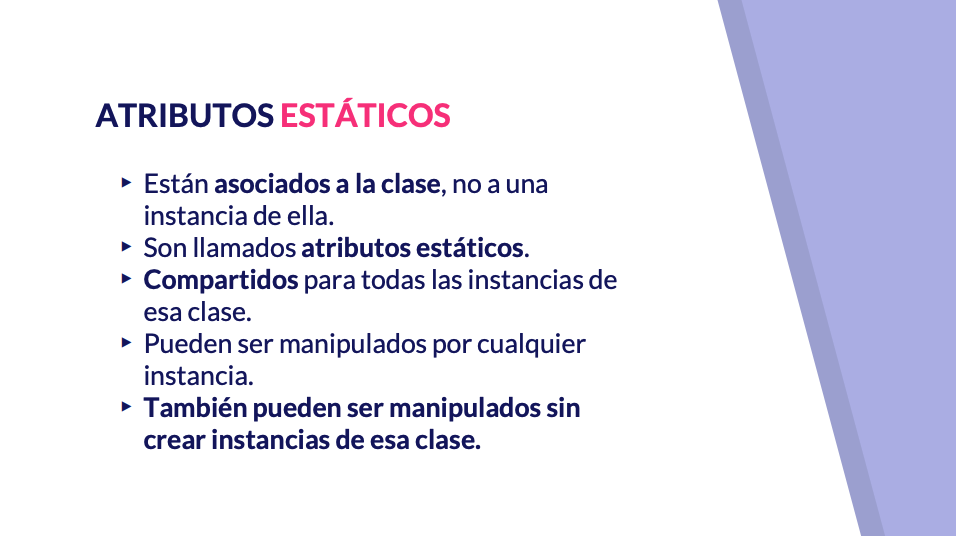 ATRIBUTOS ESTÁTICOS
▸ Están asociados a la clase, no a una
instancia de ella.
▸ Son llamados atributos estáticos.
▸ Compartidos para todas las instancias de
esa clase.
▸ Pueden ser manipulados por cualquier
instancia.
▸ También pueden ser manipulados sin
crear instancias de esa clase.